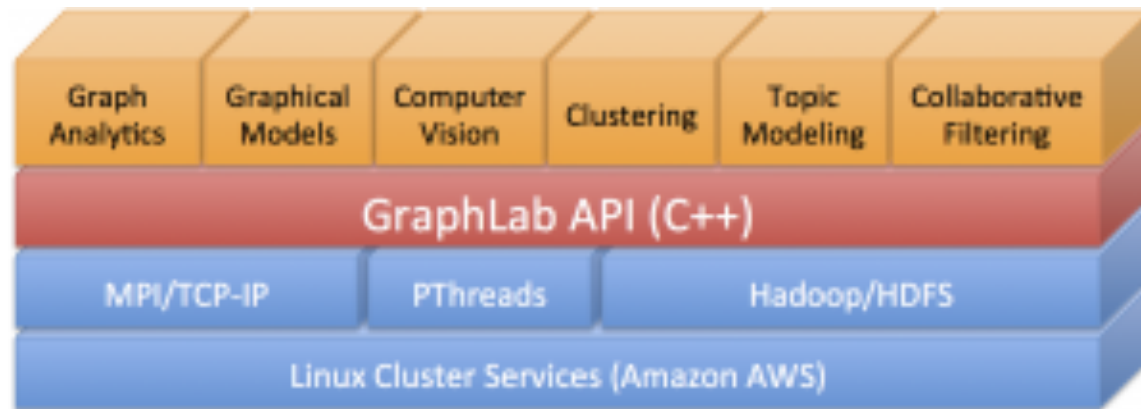 Graph
Analytics
Graphical
Models
Computer
Vision
Clustering
Topic
Modeling
Collaborative
Filtering
GraphLab API (C++)
MPI/TCP-IP
PThreads
Hadoop/HDFS
Linux Cluster Services (Amazon AWS)